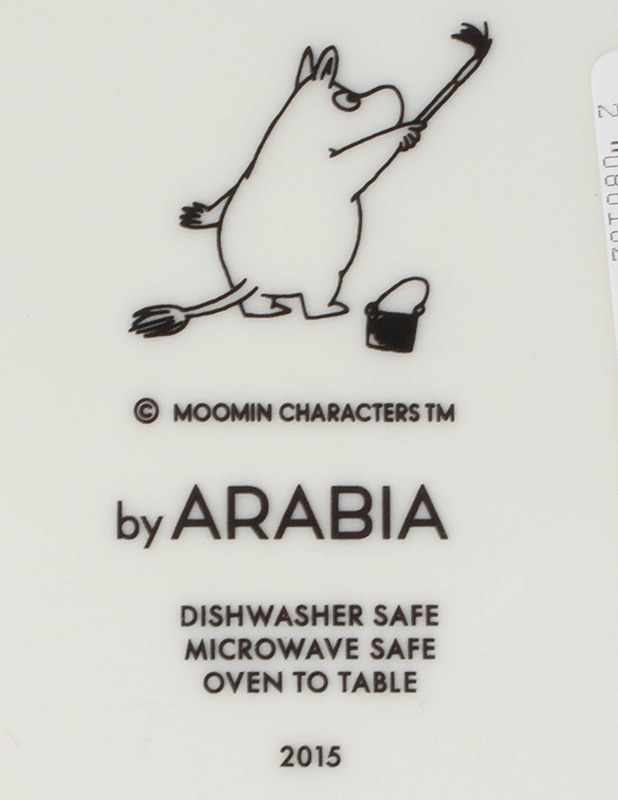 © MOOMIN CHARACTERS TM
by ARABIA
DISHWASHER SAFE
MICROWAVE SAFE
OVEN TO TABLE
2015